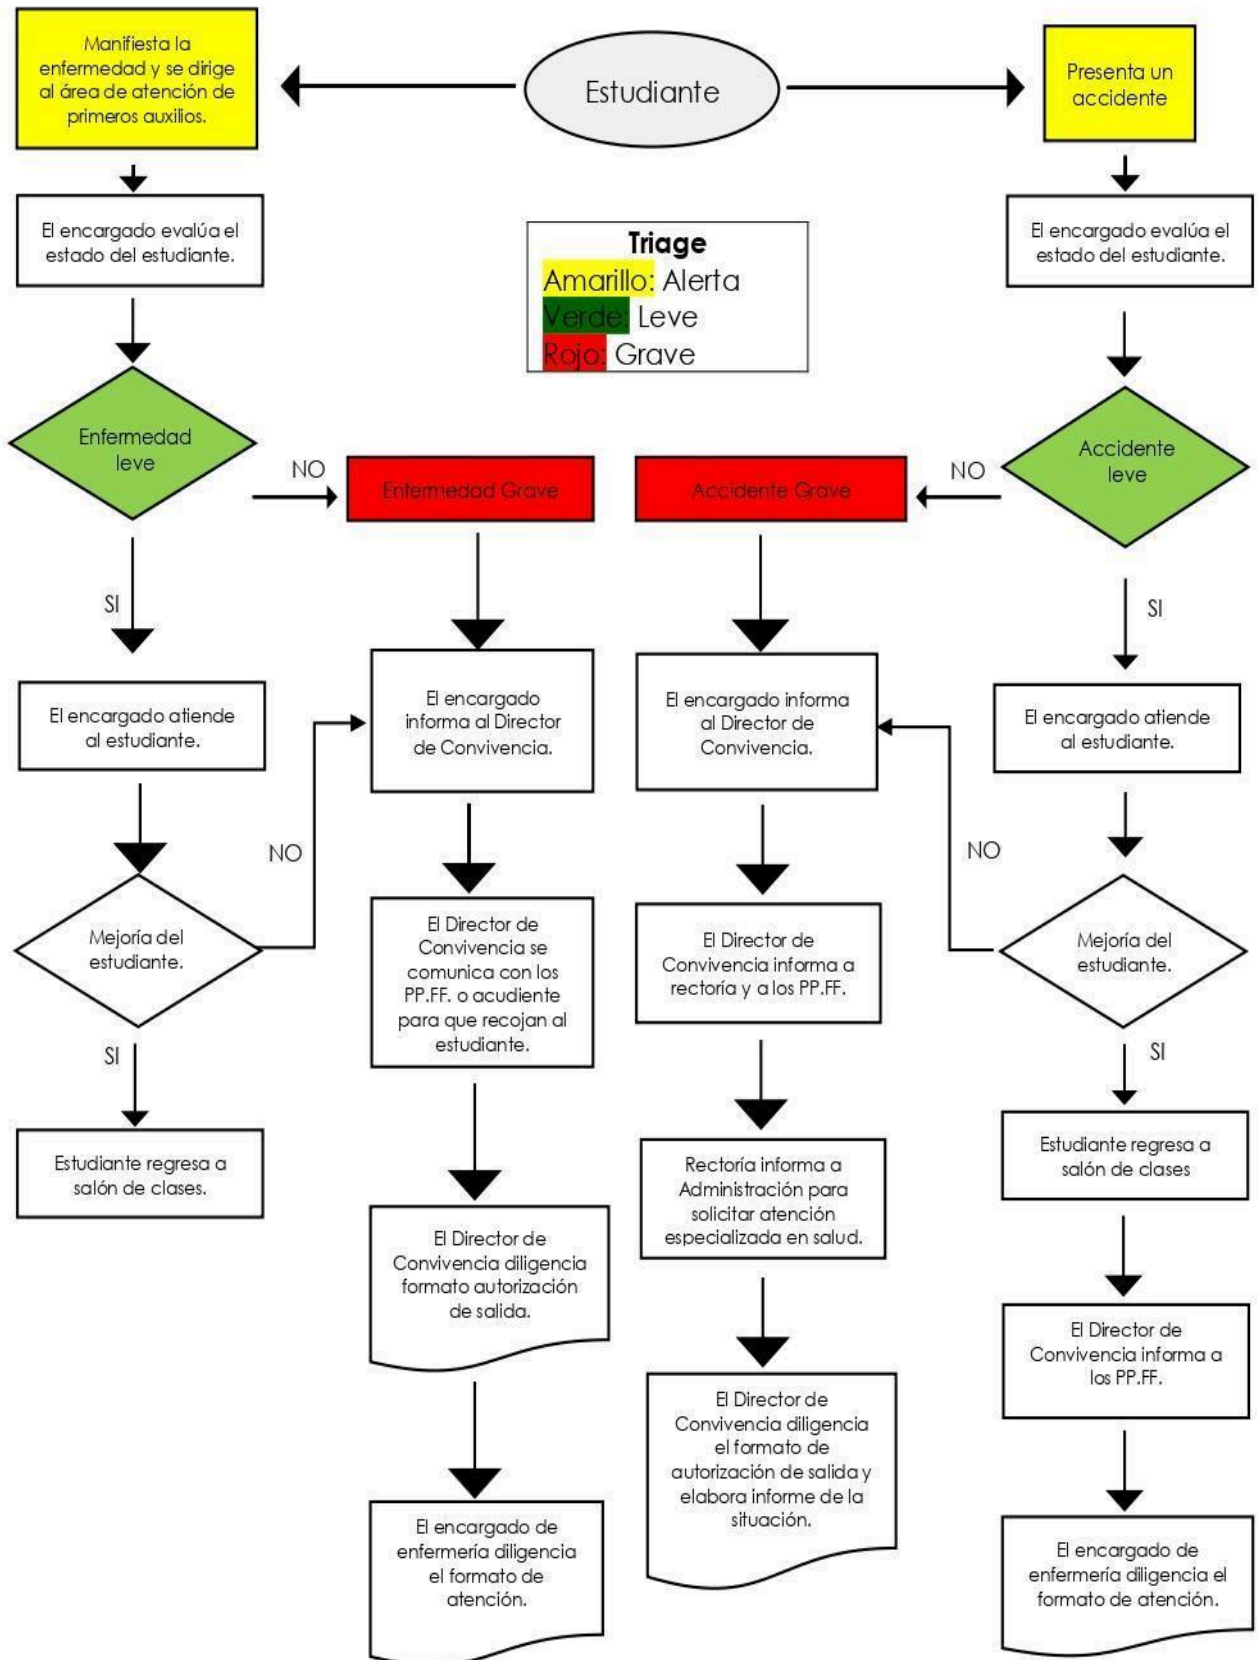 Manifiesta la
enfermedad y se dirige
al área de atención de
primeros auxilios.
Estudiante
Presenta un
accidente
El encargado evalúa el
estado del estudiante.
Triage
Amarillo: Alerta
Verde: Leve
Rojo: Grave
El encargado evalúa el
estado del estudiante.
Enfermedad
leve
NO
Enfermedad Grave
Accidente Grave
NO
Accidente
leve
SI
SI
El encargado atiende
al estudiante.
El encargado
informa al Director
de Convivencia.
El encargado informa
al Director de
Convivencia.
El encargado atiende
al estudiante.
NO
NO
Mejoría del
estudiante.
El Director de
Convivencia se
comunica con los
PP.FF. o acudiente
para que recojan al
estudiante.
El Director de
Convivencia informa a
rectoría y a los PP.FF.
Mejoría del
estudiante.
SI
SI
Estudiante regresa a
salón de clases.
Rectoría informa a
Administración para
solicitar atención
especializada en salud.
Estudiante regresa a
salón de clases
El Director de
Convivencia diligencia
formato autorización
de salida.
El Director de
Convivencia informa a
los PP.FF.
El Director de
Convivencia diligencia
el formato de
autorización de salida y
elabora informe de la
situación.
El encargado de
enfermería diligencia
el formato de
atención.
El encargado de
enfermería diligencia el
formato de atención.